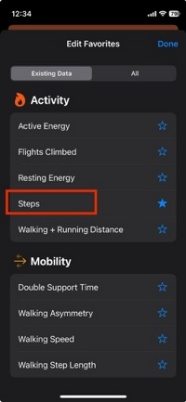 12:34
Edit Favorites
Done
Existing Data
All
Activity
Active Energy
Flights Climbed
Resting Energy
Steps
Walking + Running Distance
Mobility
Double Support Time
Walking Asymmetry
Walking Speed
Walking Step Length